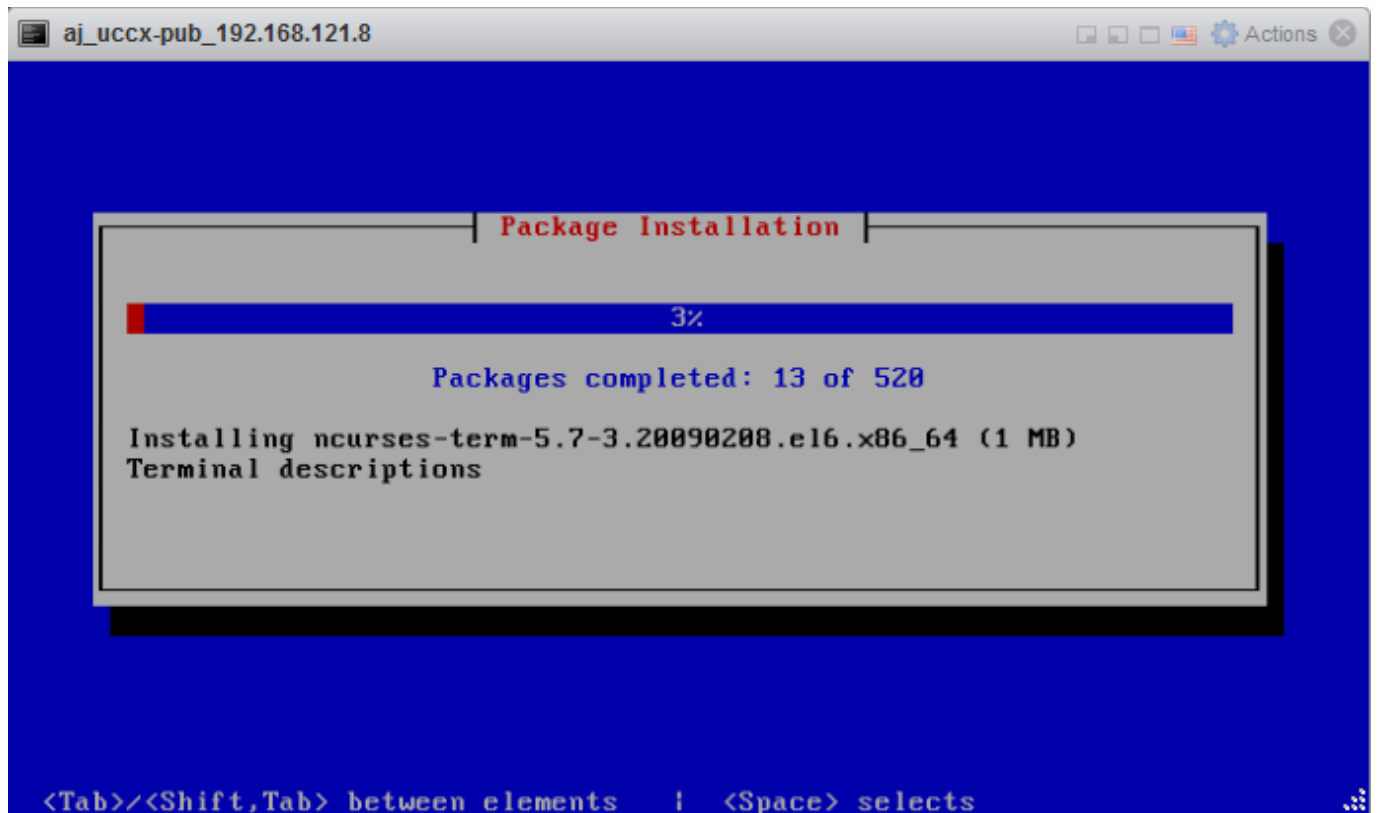 aj_uccx-pub_192.168.121.8
Actions
Package Installation
3%
Packages completed: 13 of 520
Installing ncurses-term-5.7-3.20090208.el6.x86_64 (1 MB)
Terminal descriptions
<Tab>/<Shift,Tab> between elements | <Space> selects